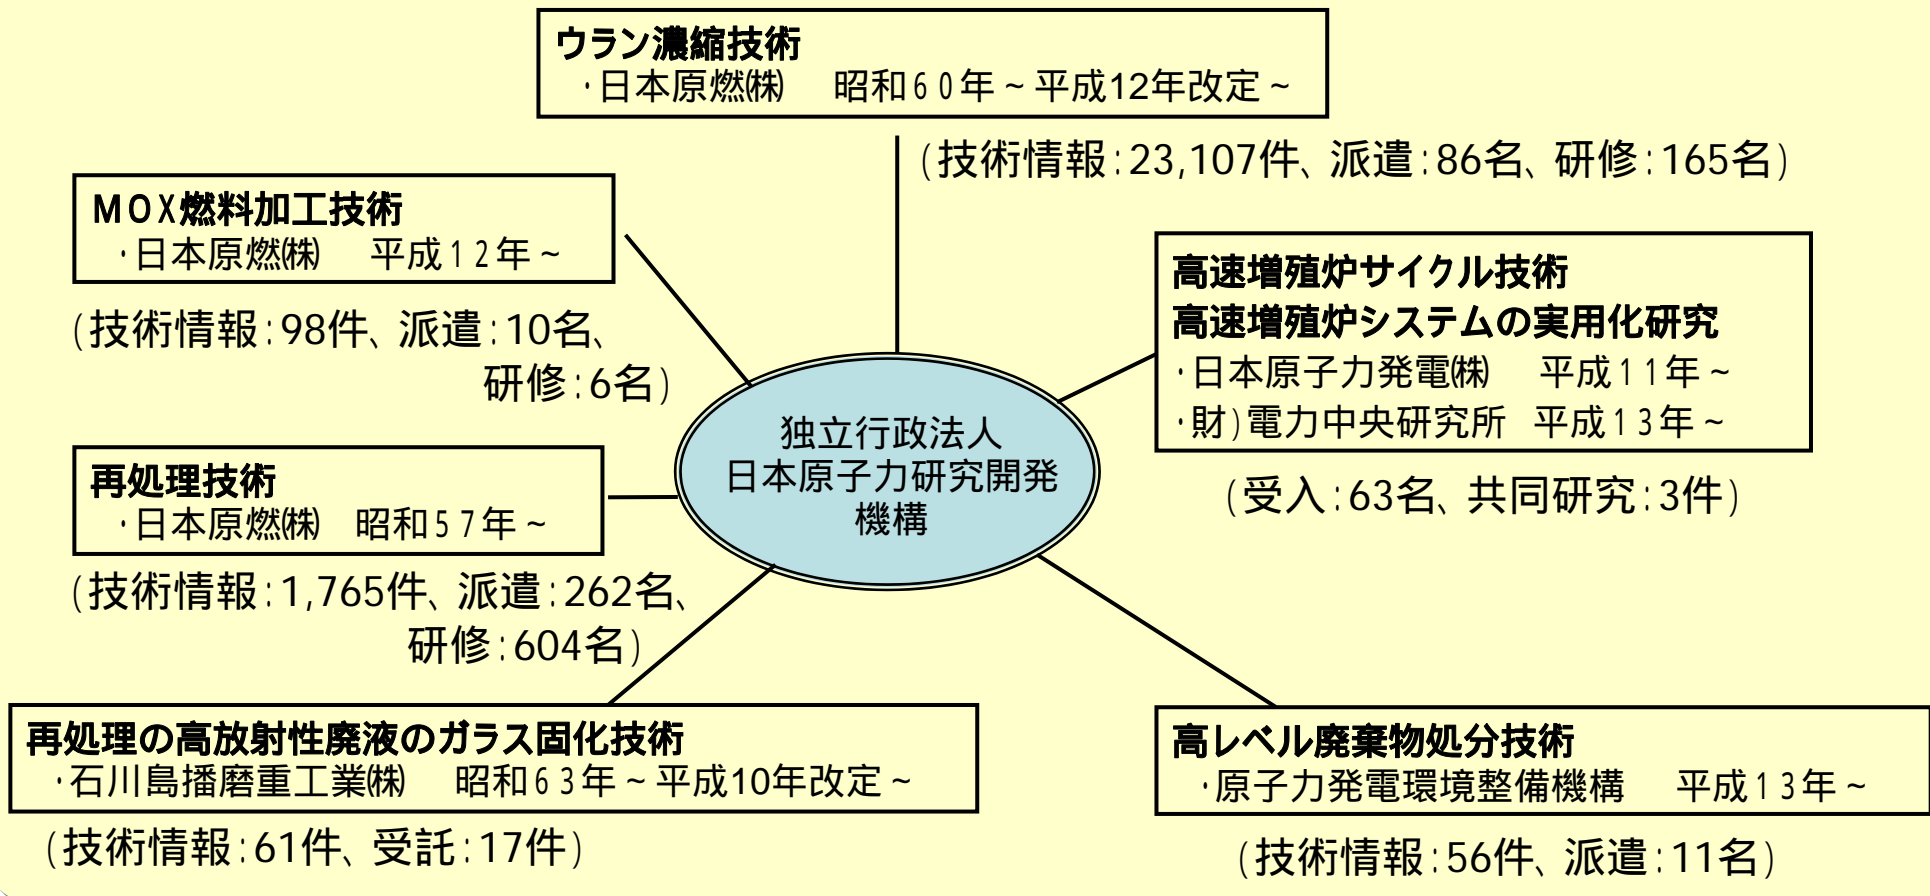 ウラン濃縮技術
・日本原燃㈱　昭和６０年～平成12年改定～
(技術情報:23,107件、派遣:86名、研修:165名)
ＭＯＸ燃料加工技術
・日本原燃㈱　平成１２年～
(技術情報:98件、派遣:10名、
研修:6名)
高速増殖炉サイクル技術
高速増殖炉システムの実用化研究
・日本原子力発電㈱　平成１１年～
・財)電力中央研究所　平成１３年～
(受入:63名、共同研究:3件)
独立行政法人
日本原子力研究開発
機構
再処理技術
・日本原燃㈱　昭和５７年～
(技術情報:1,765件、派遣:262名、
研修:604名)
再処理の高放射性廃液のガラス固化技術
・石川島播磨重工業㈱　昭和６３年～平成10年改定～
(技術情報:61件、受託:17件)
高レベル廃棄物処分技術
・原子力発電環境整備機構　平成１３年～
(技術情報:56件、派遣:11名)